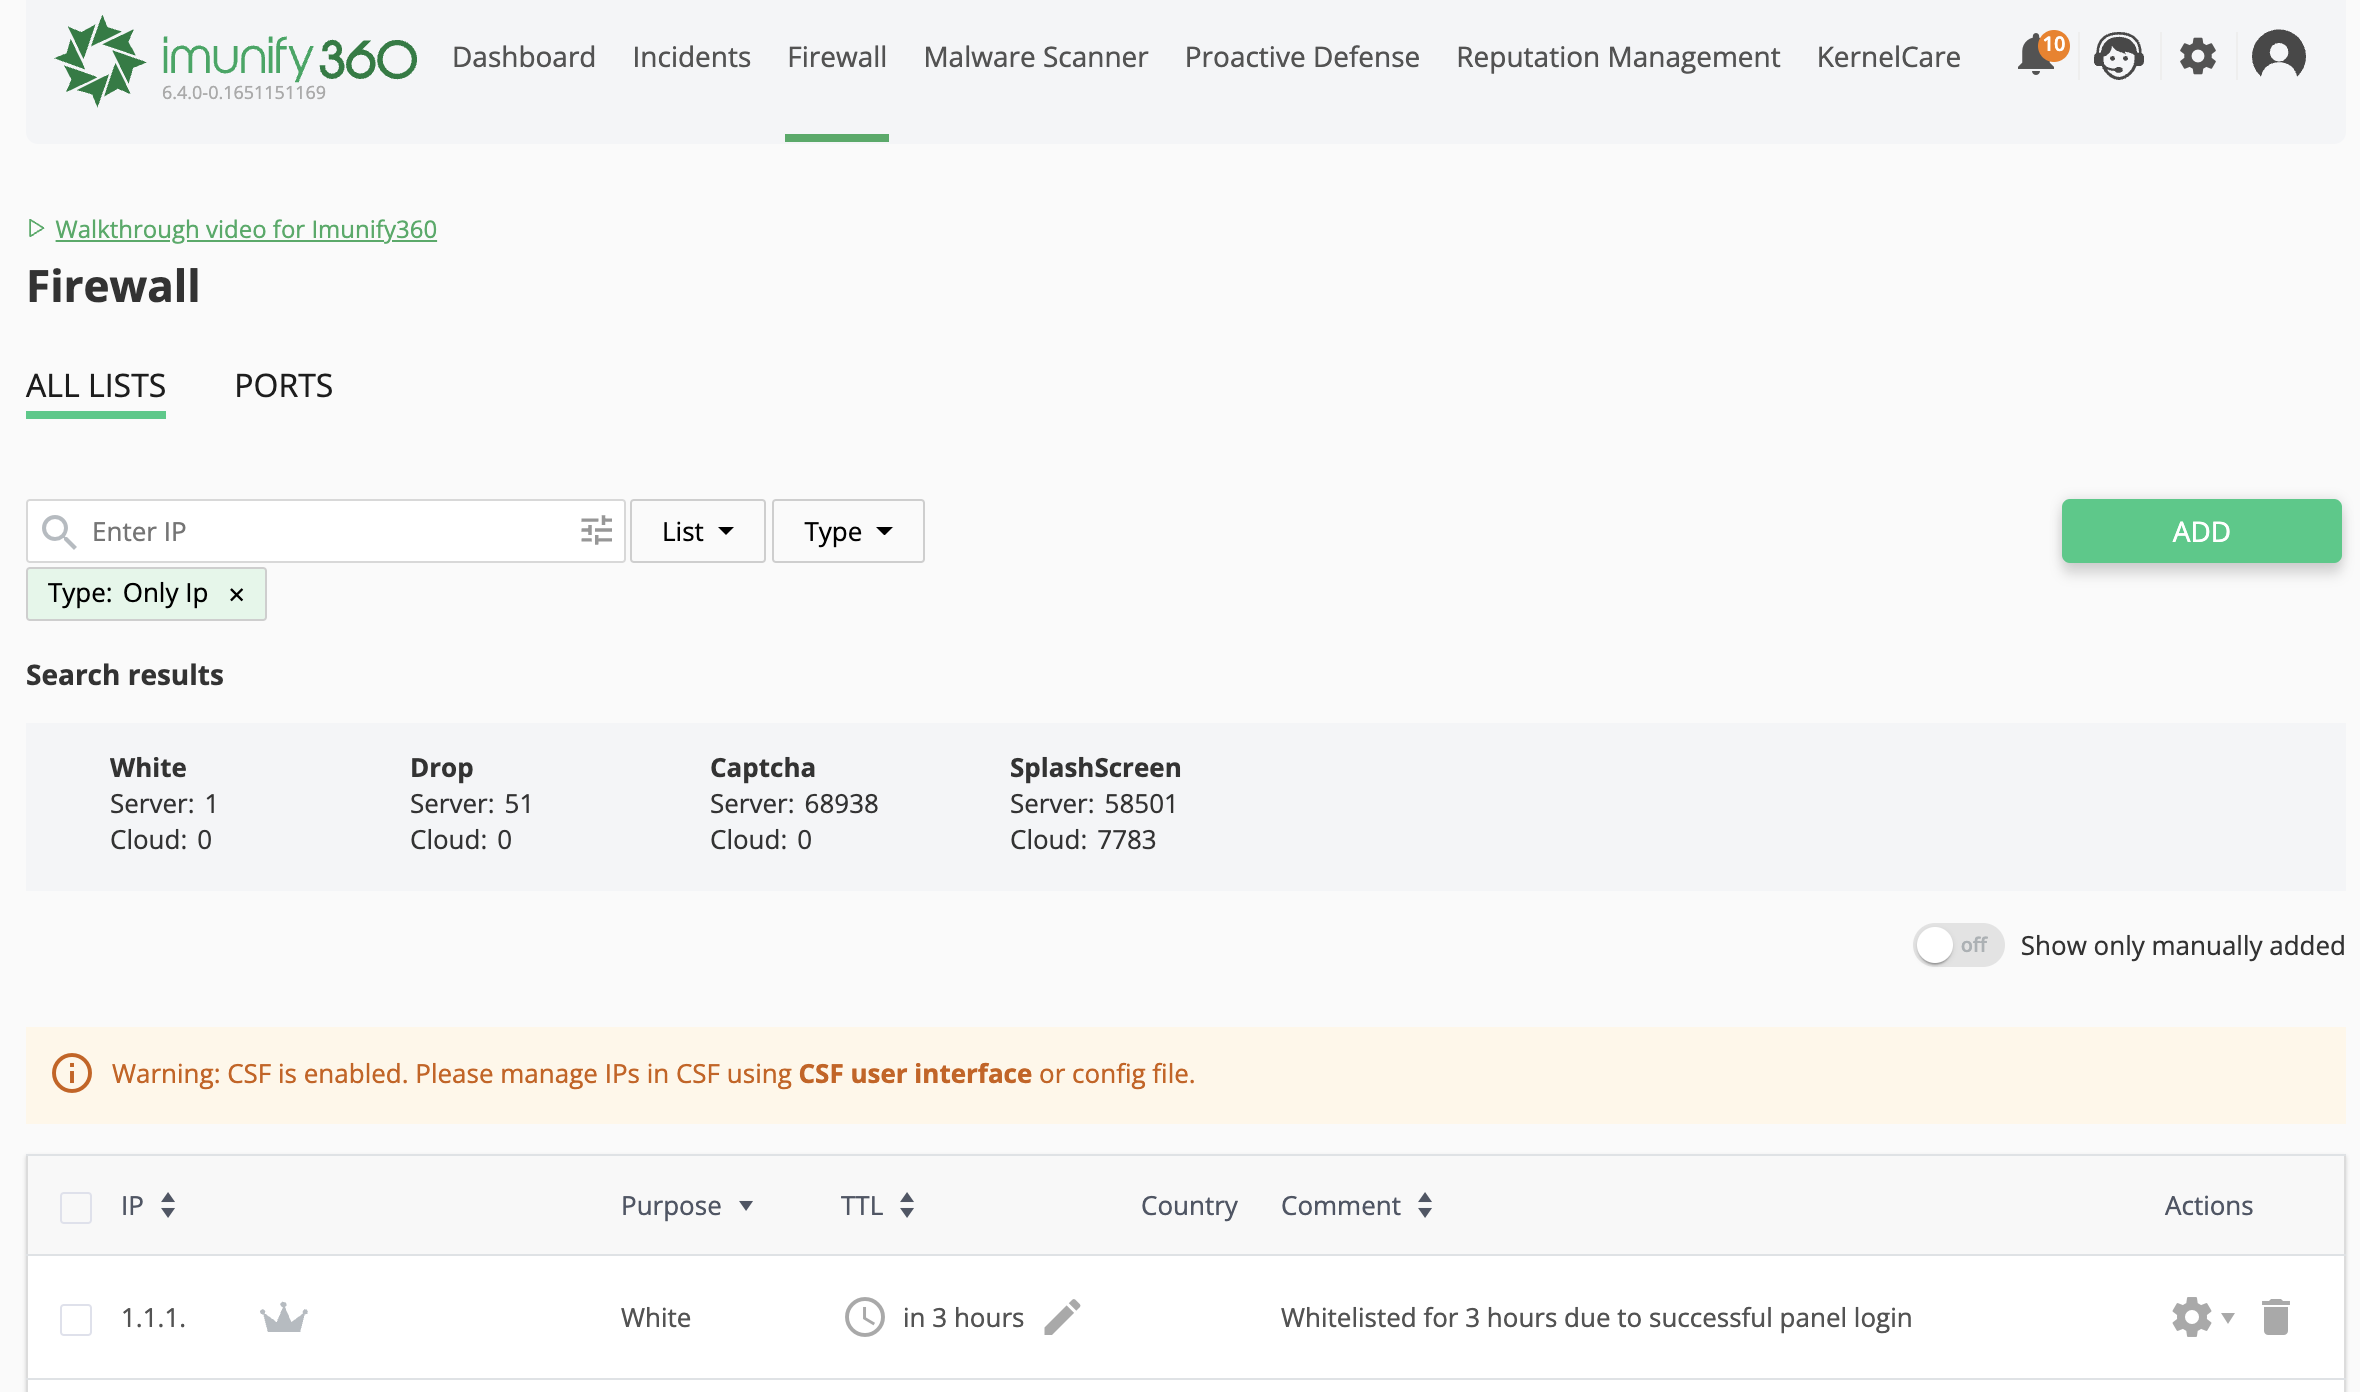 imunify360
6.4.0-0.1651151169
Dashboard Incidents Firewall Malware Scanner Proactive Defense Reputation Management KernelCare 10
Walkthrough video for Imunify360
Firewall
ALL LISTS PORTS
Enter IP List Type ADD
Type: Only Ip ×
Search results
White Drop Captcha SplashScreen
Server: 1 Server: 51 Server: 68938 Server: 58501
Cloud: 0 Cloud: 0 Cloud: 0 Cloud: 7783
off Show only manually added
Warning: CSF is enabled. Please manage IPs in CSF using CSF user interface or config file.
IP Purpose TTL Country Comment Actions
1.1.1. White in 3 hours Whitelisted for 3 hours due to successful panel login